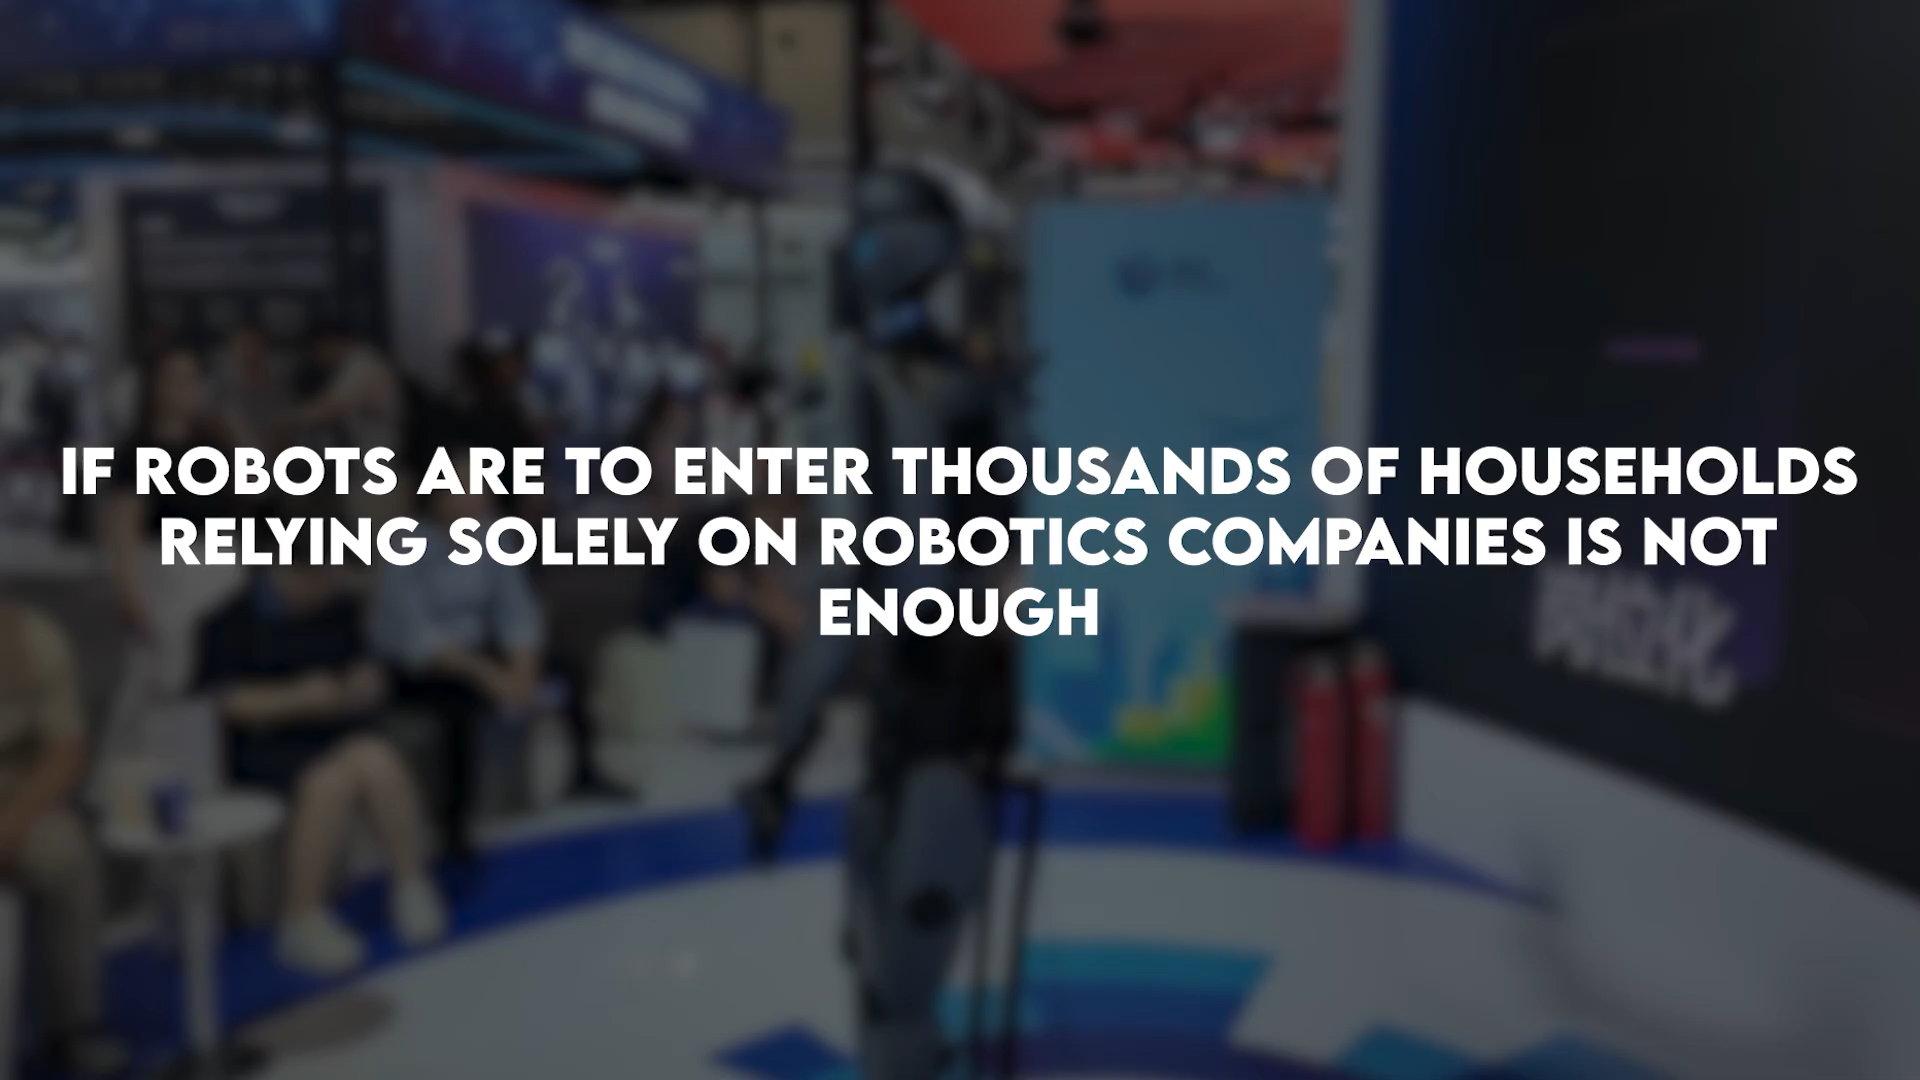 IF ROBOTS ARE TO ENTER THOUSANDS OF HOUSEHOLDS
RELYING SOLELY ON ROBOTICS COMPANIES IS NOT
ENOUGH